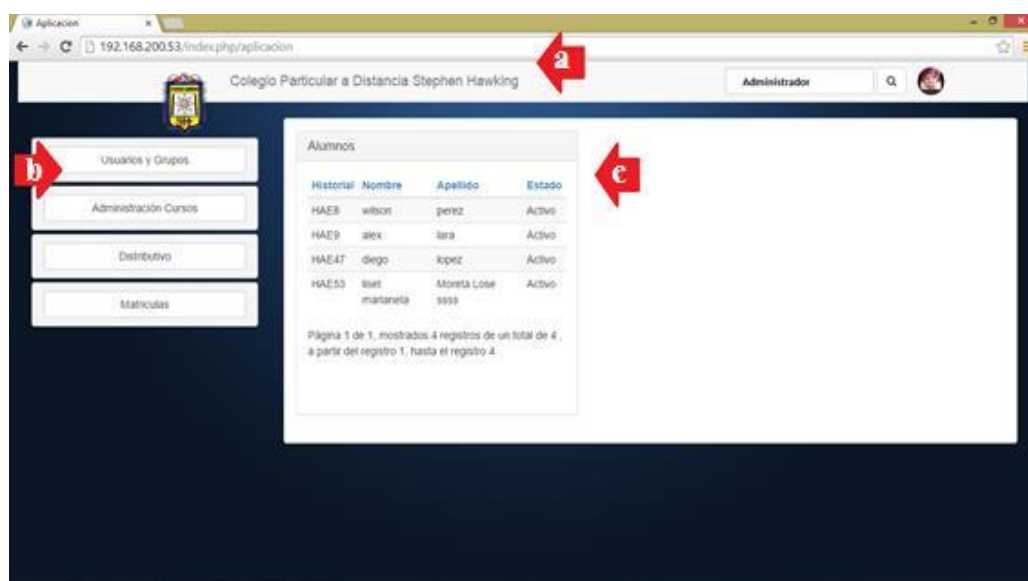 Aplicacion
192.168.200.53/index.php/aplicacion
a
Colegio Particular a Distancia Stephen Hawking
Administrador
b
Usuarios y Grupos
Administración Cursos
Distributivo
Matriculas
Alumnos
c
Historial Nombre Apellido Estado
HAE8 wilson perez Activo
HAE9 alex lara Activo
HAE47 diego lopez Activo
HAE53 liset Moreta Lose Activo
marianela ssss
Página 1 de 1, mostrados 4 registros de un total de 4 ,
a partir del registro 1, hasta el registro 4